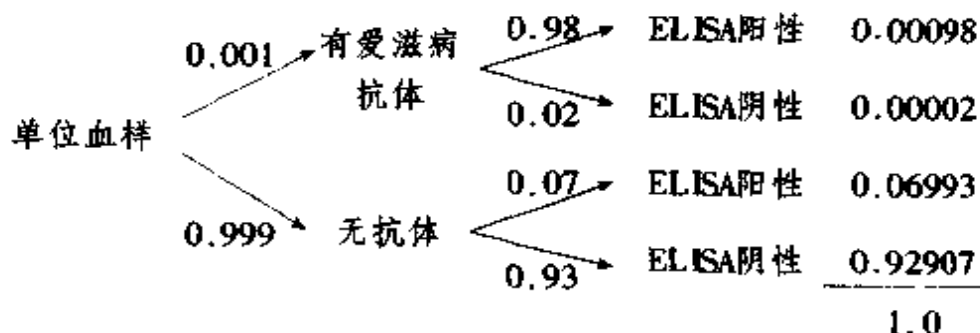 0.98 ELISA阳性 0.00098
0.001 有爱滋病
抗体
0.02 ELISA阴性 0.00002
单位血样
0.07 ELISA阳性 0.06993
0.999 无抗体
0.93 ELISA阴性 0.92907
1.0